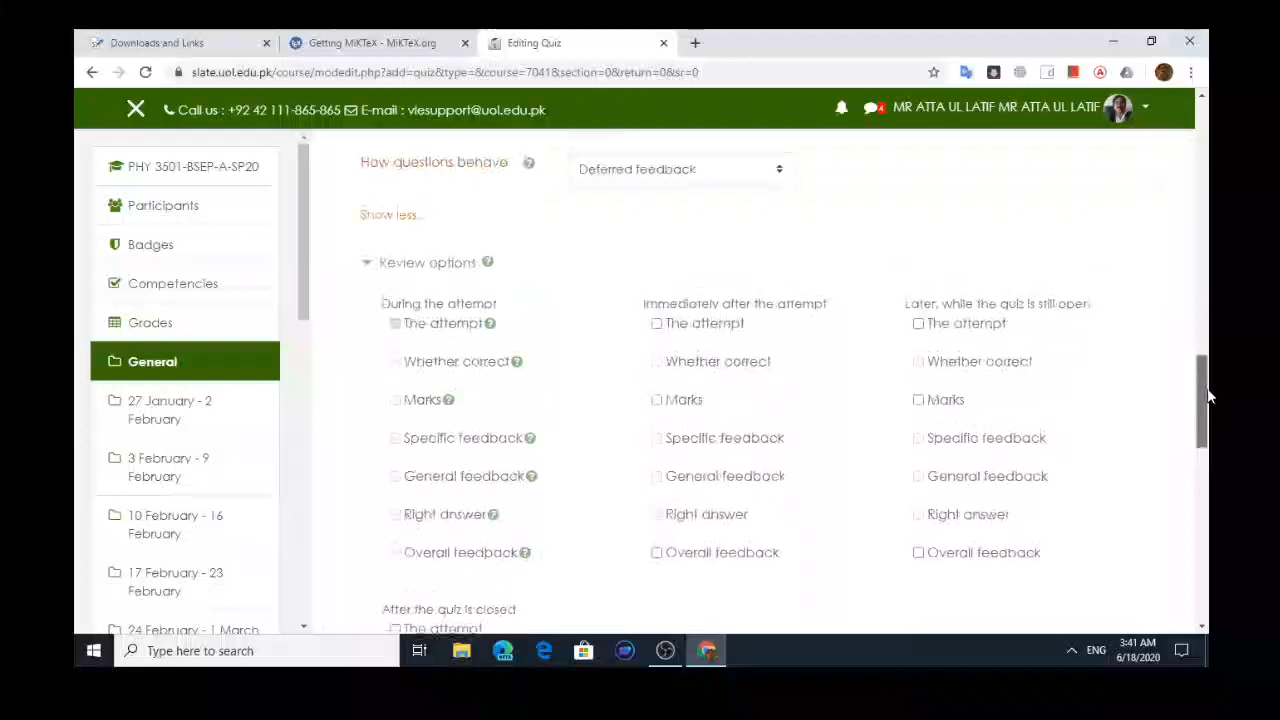 Downloads and Links
Getting MiKTeX - MiKTeX.org
Editing Quiz
slate.uol.edu.pk/course/modedit.php?add=quiz&type=&course=7041&section=0&return=0&sr=0
Call us : +92 42 111-865-865 E-mail : vlesupport@uol.edu.pk
4
MR ATTA UL LATIF MR ATTA UL LATIF
PHY 3501-BSEP-A-SP20
Participants
Badges
Competencies
Grades
General
27 January - 2
February
3 February - 9
February
10 February - 16
February
17 February - 23
February
24 February - 1 March
How questions behave
Deferred feedback
Show less...
Review options
During the attempt
The attempt
Whether correct
Marks
Specific feedback
General feedback
Right answer
Overall feedback
Immediately after the attempt
The attempt
Whether correct
Marks
Specific feedback
General feedback
Right answer
Overall feedback
Later, while the quiz is still open
The attempt
Whether correct
Marks
Specific feedback
General feedback
Right answer
Overall feedback
After the quiz is closed
The attempt
Type here to search
ENG
3:41 AM
6/18/2020